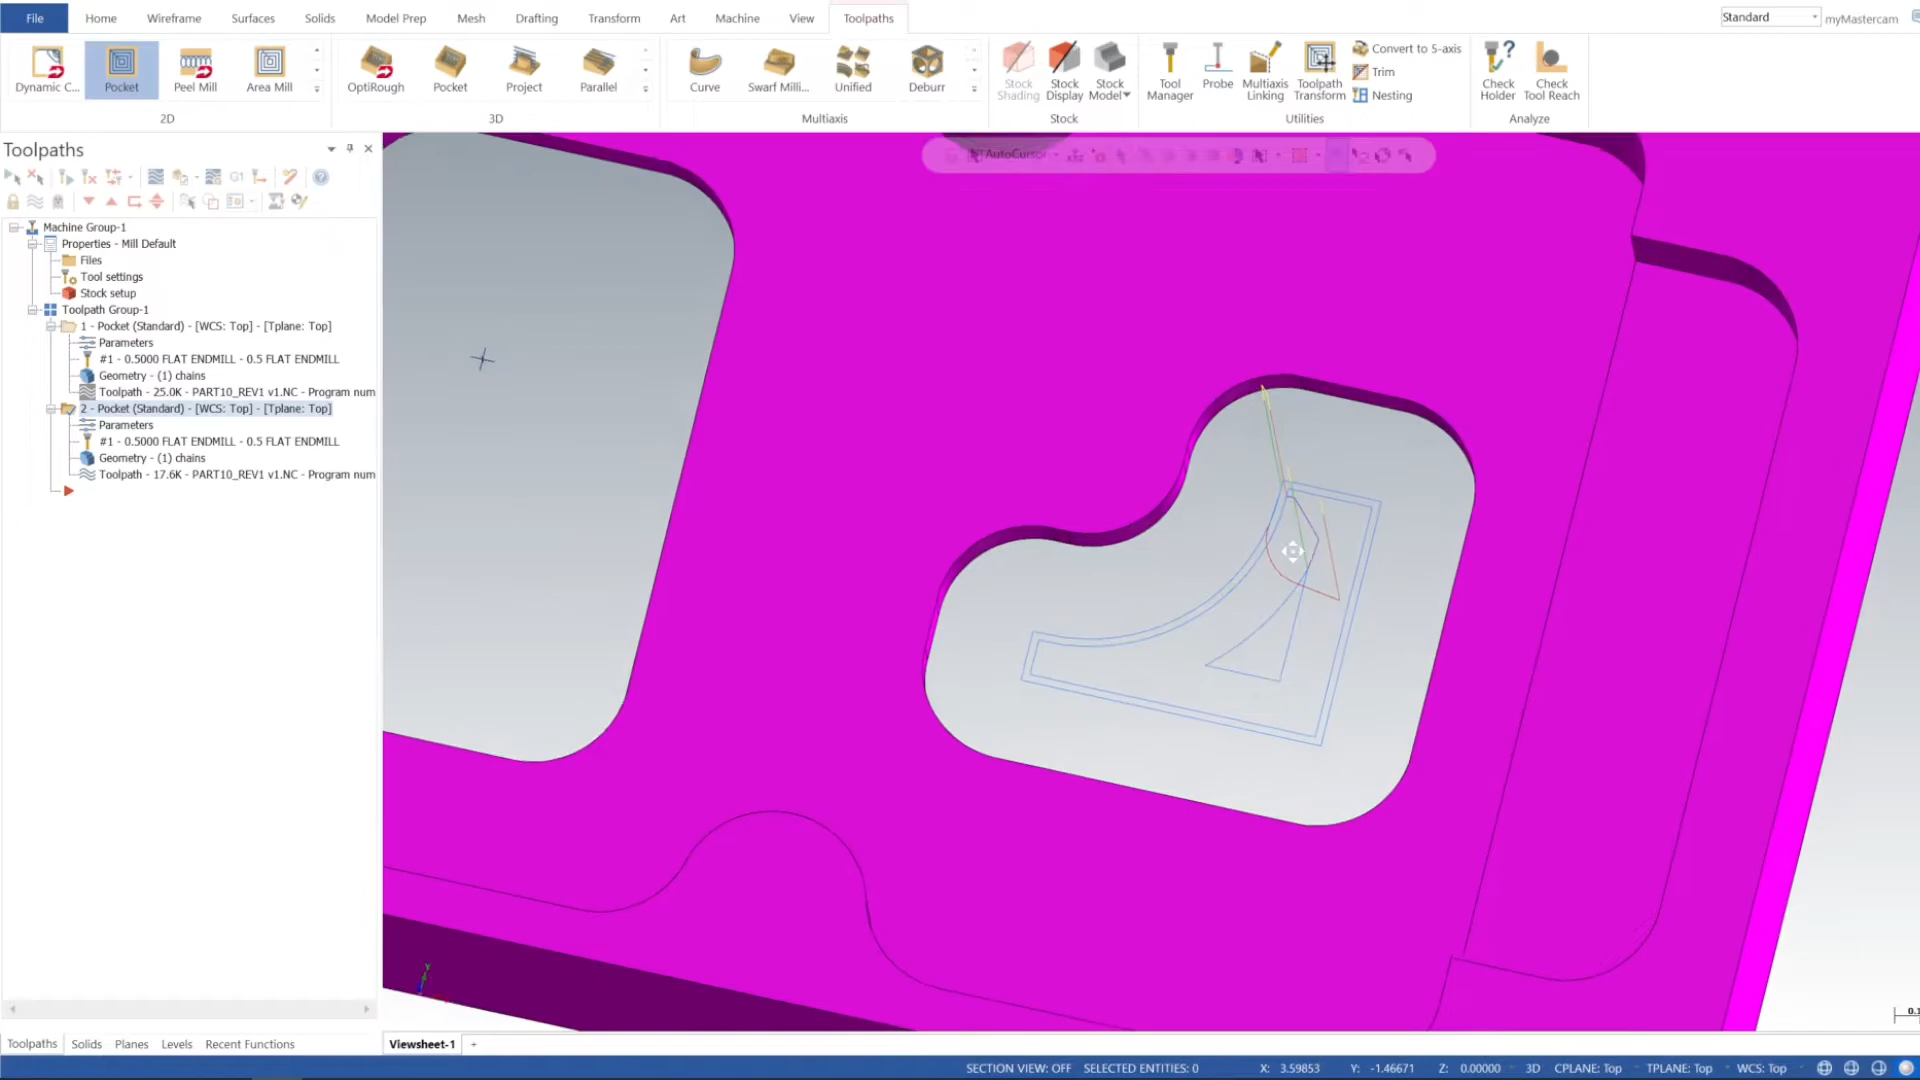 File Home Wireframe Surfaces Solids Model Prep Mesh Drafting Transform Art Machine View Toolpaths Standard myMastercam
Dynamic C... Pocket Peel Mill Area Mill OptiRough Pocket Project Parallel Curve Swarf Milli... Unified Deburr
Stock Shading Stock Display Stock Model Tool Manager Probe Multiaxis Linking Toolpath Transform
Convert to 5-axis
Trim
Nesting
Check Holder Check Tool Reach
2D 3D Multiaxis Stock Utilities Analyze
Toolpaths
AutoCursor
G1
Machine Group-1
Properties - Mill Default
Files
Tool settings
Stock setup
Toolpath Group-1
1 - Pocket (Standard) - [WCS: Top] - [Tplane: Top]
Parameters
#1 - 0.5000 FLAT ENDMILL - 0.5 FLAT ENDMILL
Geometry - (1) chains
Toolpath - 25.0K - PART10_REV1 v1.NC - Program num
2 - Pocket (Standard) - [WCS: Top] - [Tplane: Top]
Parameters
#1 - 0.5000 FLAT ENDMILL - 0.5 FLAT ENDMILL
Geometry - (1) chains
Toolpath - 17.6K - PART10_REV1 v1.NC - Program num
Y
0.1
Toolpaths Solids Planes Levels Recent Functions Viewsheet-1 +
SECTION VIEW: OFF SELECTED ENTITIES: 0 X: 3.59853 Y: -1.46671 Z: 0.00000 3D CPLANE: Top TPLANE: Top WCS: Top